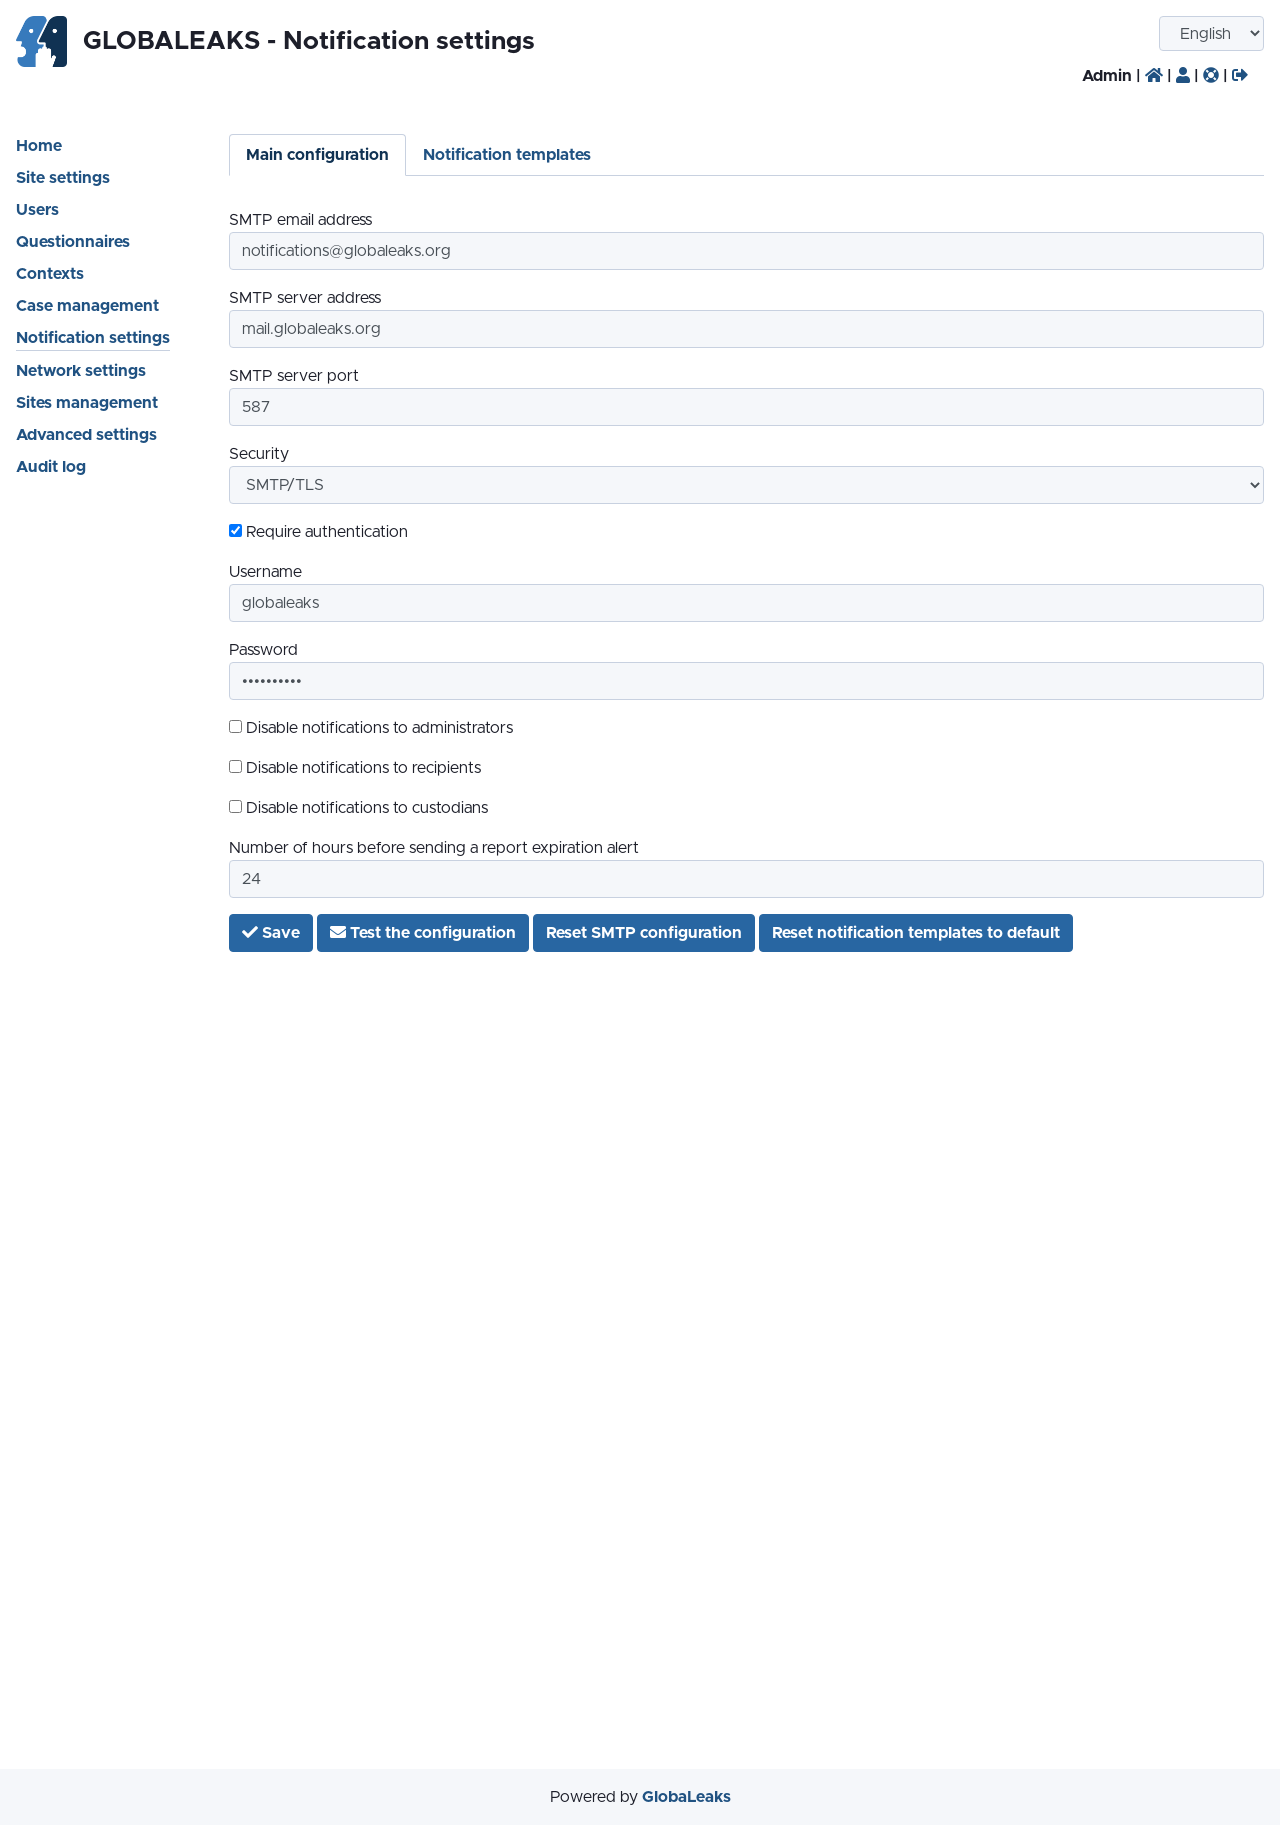 GLOBALEAKS - Notification settings
English
Admin | | | |
Home
Site settings
Users
Questionnaires
Contexts
Case management
Notification settings
Network settings
Sites management
Advanced settings
Audit log
Main configuration
Notification templates
SMTP email address
notifications@globaleaks.org
SMTP server address
mail.globaleaks.org
SMTP server port
587
Security
SMTP/TLS
Require authentication
Username
globaleaks
Password
••••••••••
Disable notifications to administrators
Disable notifications to recipients
Disable notifications to custodians
Number of hours before sending a report expiration alert
24
Save
Test the configuration
Reset SMTP configuration
Reset notification templates to default
Powered by GlobaLeaks